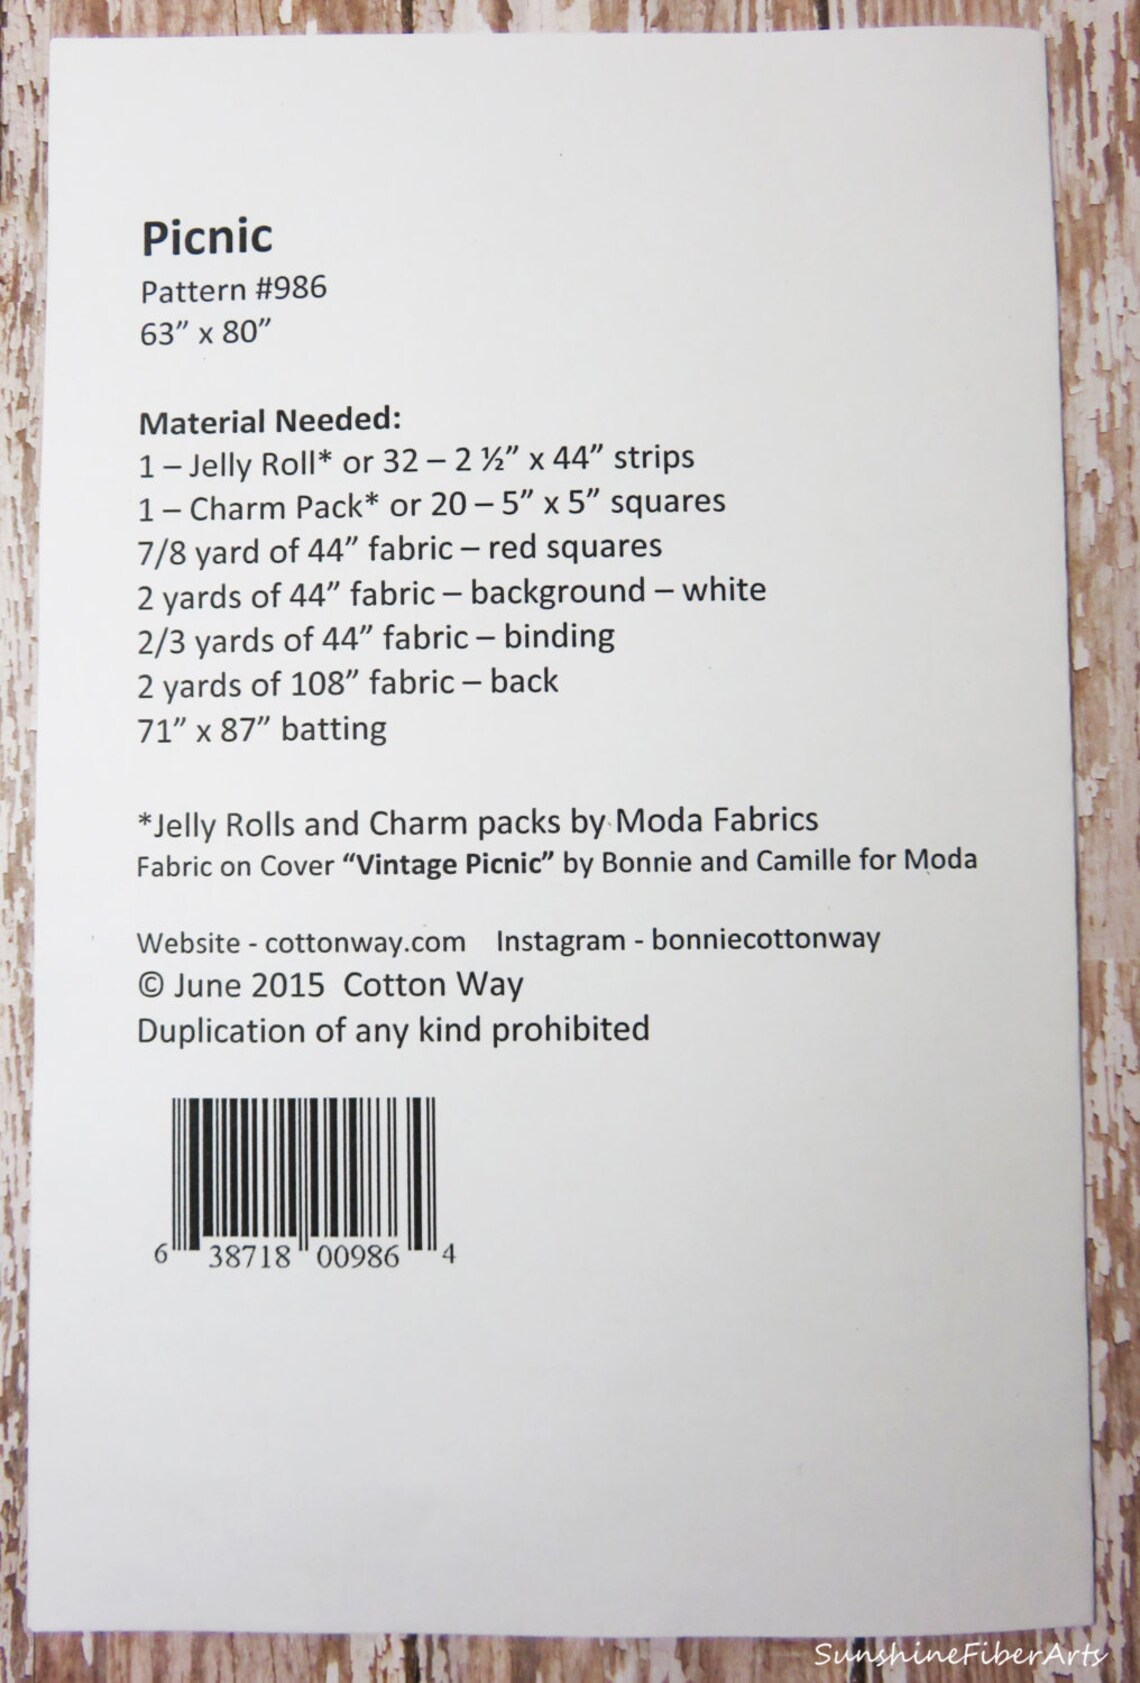 Picnic
Pattern #986
63” x 80”
Material Needed:
1 – Jelly Roll* or 32 – 2 ½” x 44” strips
1 – Charm Pack* or 20 – 5” x 5” squares
7/8 yard of 44” fabric – red squares
2 yards of 44” fabric – background – white
2/3 yards of 44” fabric – binding
2 yards of 108” fabric – back
71” x 87” batting
*Jelly Rolls and Charm packs by Moda Fabrics
Fabric on Cover “Vintage Picnic” by Bonnie and Camille for Moda
Website - cottonway.com Instagram - bonniecottonway
© June 2015 Cotton Way
Duplication of any kind prohibited
6 38718 00986 4
SunshineFiberArts